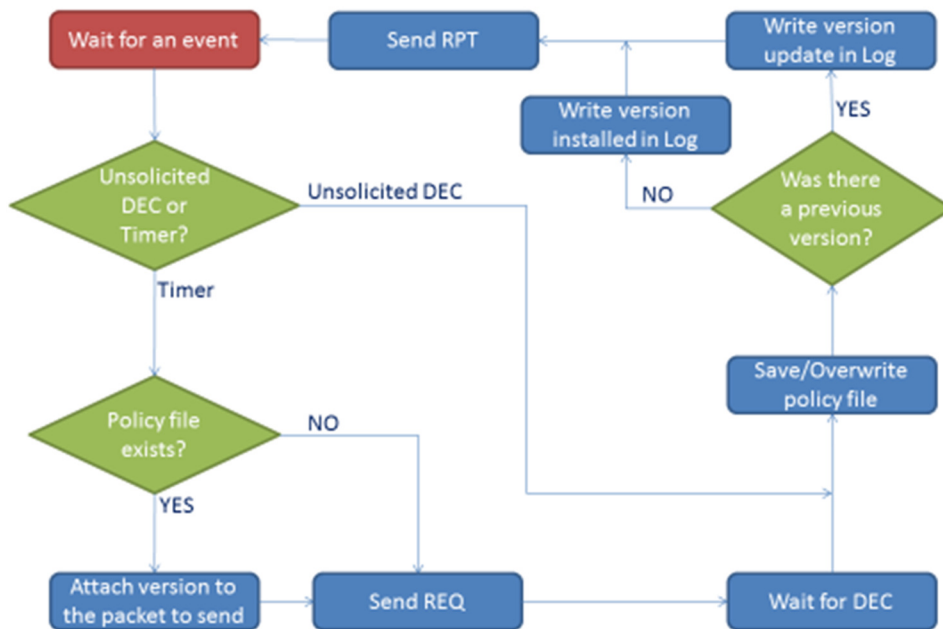 Wait for an event
Send RPT
Write version
update in Log
Write version
installed in Log
YES
Unsolicited
DEC or
Timer?
Unsolicited DEC
NO
Was there
a previous
version?
Timer
Save/Overwrite
policy file
Policy file
exists?
NO
YES
Attach version to
the packet to send
Send REQ
Wait for DEC